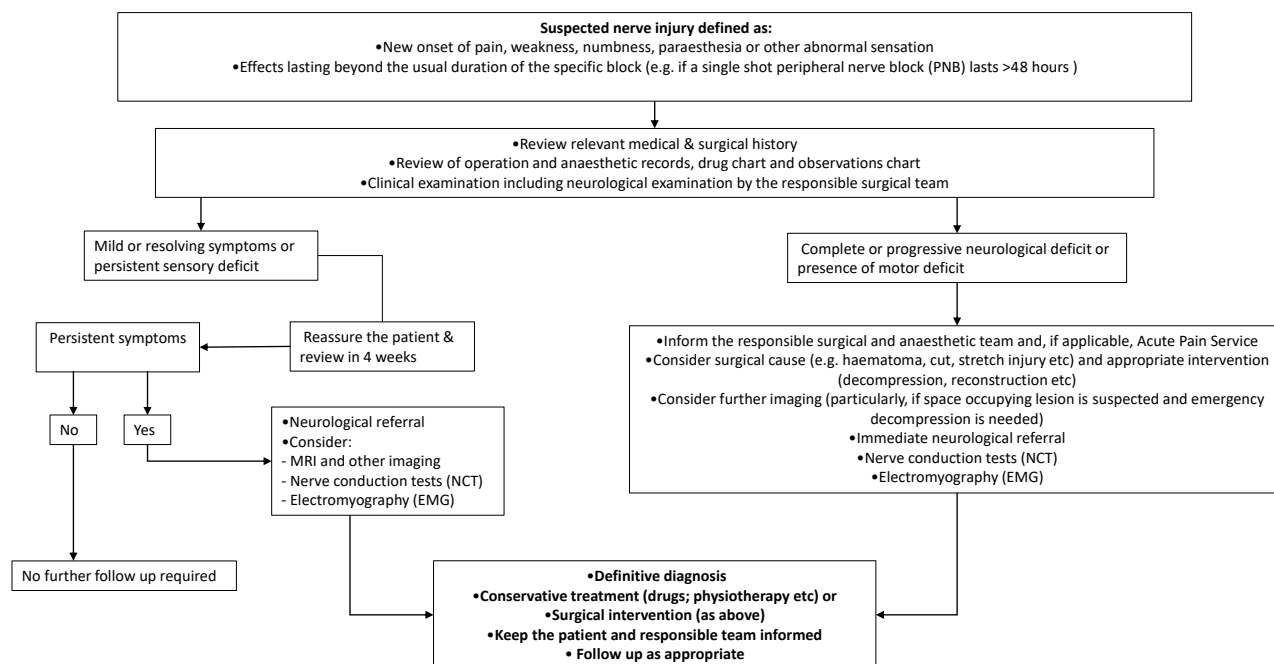 Suspected nerve injury defined as:
•New onset of pain, weakness, numbness, paraesthesia or other abnormal sensation
•Effects lasting beyond the usual duration of the specific block (e.g. if a single shot peripheral nerve block (PNB) lasts >48 hours )
•Review relevant medical & surgical history
•Review of operation and anaesthetic records, drug chart and observations chart
•Clinical examination including neurological examination by the responsible surgical team
Mild or resolving symptoms or
persistent sensory deficit
Complete or progressive neurological deficit or
presence of motor deficit
Persistent symptoms
Reassure the patient &
review in 4 weeks
No
Yes
•Neurological referral
•Consider:
- MRI and other imaging
- Nerve conduction tests (NCT)
- Electromyography (EMG)
•Inform the responsible surgical and anaesthetic team and, if applicable, Acute Pain Service
•Consider surgical cause (e.g. haematoma, cut, stretch injury etc) and appropriate intervention
(decompression, reconstruction etc)
•Consider further imaging (particularly, if space occupying lesion is suspected and emergency
decompression is needed)
•Immediate neurological referral
•Nerve conduction tests (NCT)
•Electromyography (EMG)
No further follow up required
•Definitive diagnosis
•Conservative treatment (drugs; physiotherapy etc) or
•Surgical intervention (as above)
•Keep the patient and responsible team informed
• Follow up as appropriate